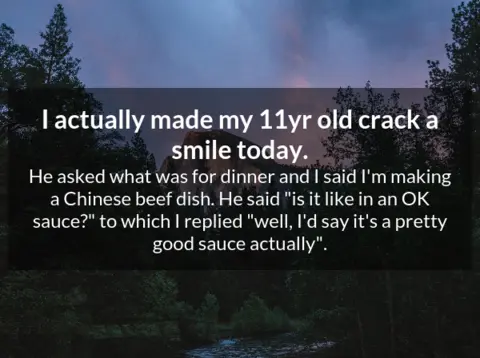 I actually made my 11yr old crack a
smile today.
He asked what was for dinner and I said I'm making
a Chinese beef dish. He said "is it like in an OK
sauce?" to which I replied "well, I'd say it's a pretty
good sauce actually".